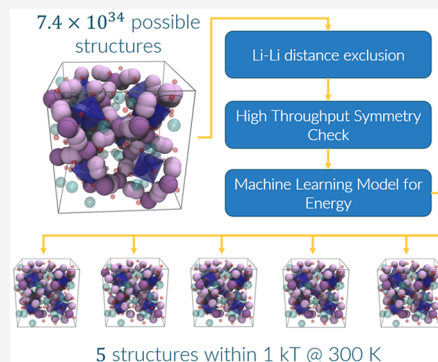 7.4 × 10³⁴ possible
structures
Li-Li distance exclusion
High Throughput Symmetry
Check
Machine Learning Model for
Energy
5 structures within 1 kT @ 300 K